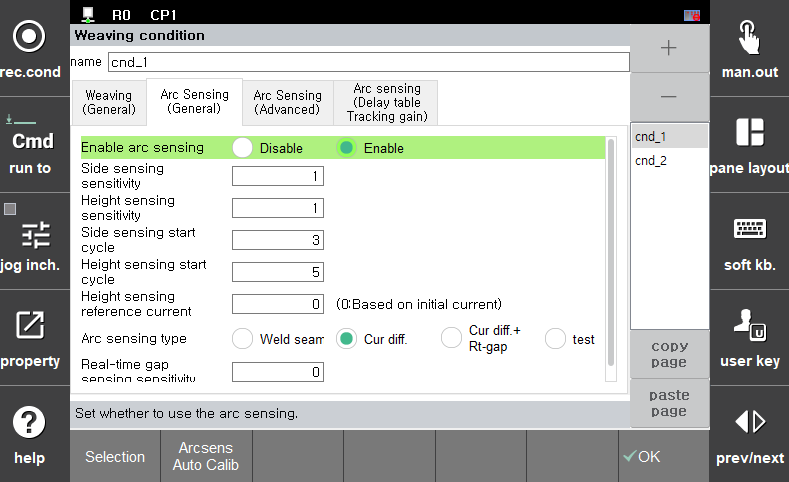 R0 CP1
Weaving condition
name cnd_1
Weaving
(General)
Arc Sensing
(General)
Arc Sensing
(Advanced)
Arc sensing
(Delay table
Tracking gain)
Enable arc sensing Disable Enable
Side sensing
sensitivity 1
Height sensing
sensitivity 1
Side sensing start
cycle 3
Height sensing start
cycle 5
Height sensing
reference current 0 (0:Based on initial current)
Arc sensing type Weld seam Cur diff. Cur diff.+
Rt-gap test
Real-time gap
sensing sensitivity 0
Set whether to use the arc sensing.
+
−
cnd_1
cnd_2
copy
page
paste
page
rec.cond
Cmd
run to
jog inch.
property
?
help
man.out
pane layout
soft kb.
U
user key
prev/next
Selection
Arcsens
Auto Calib
OK